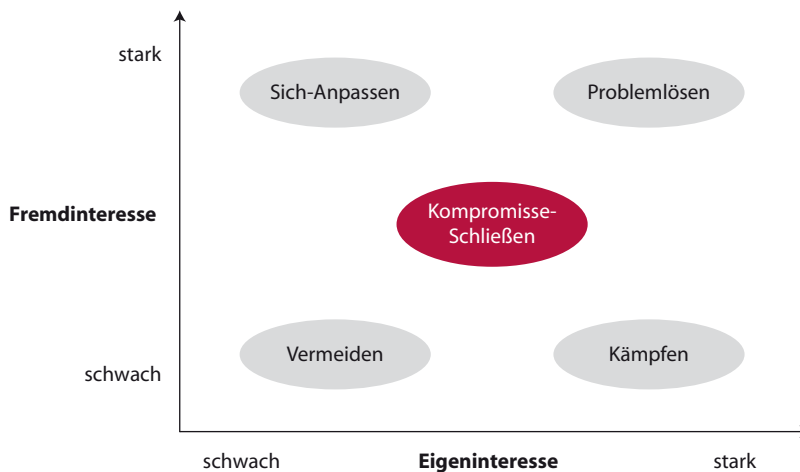 stark
Sich-Anpassen
Problemlösen
Fremdinteresse
Kompromisse-
Schließen
Vermeiden
Kämpfen
schwach
schwach
Eigeninteresse
stark